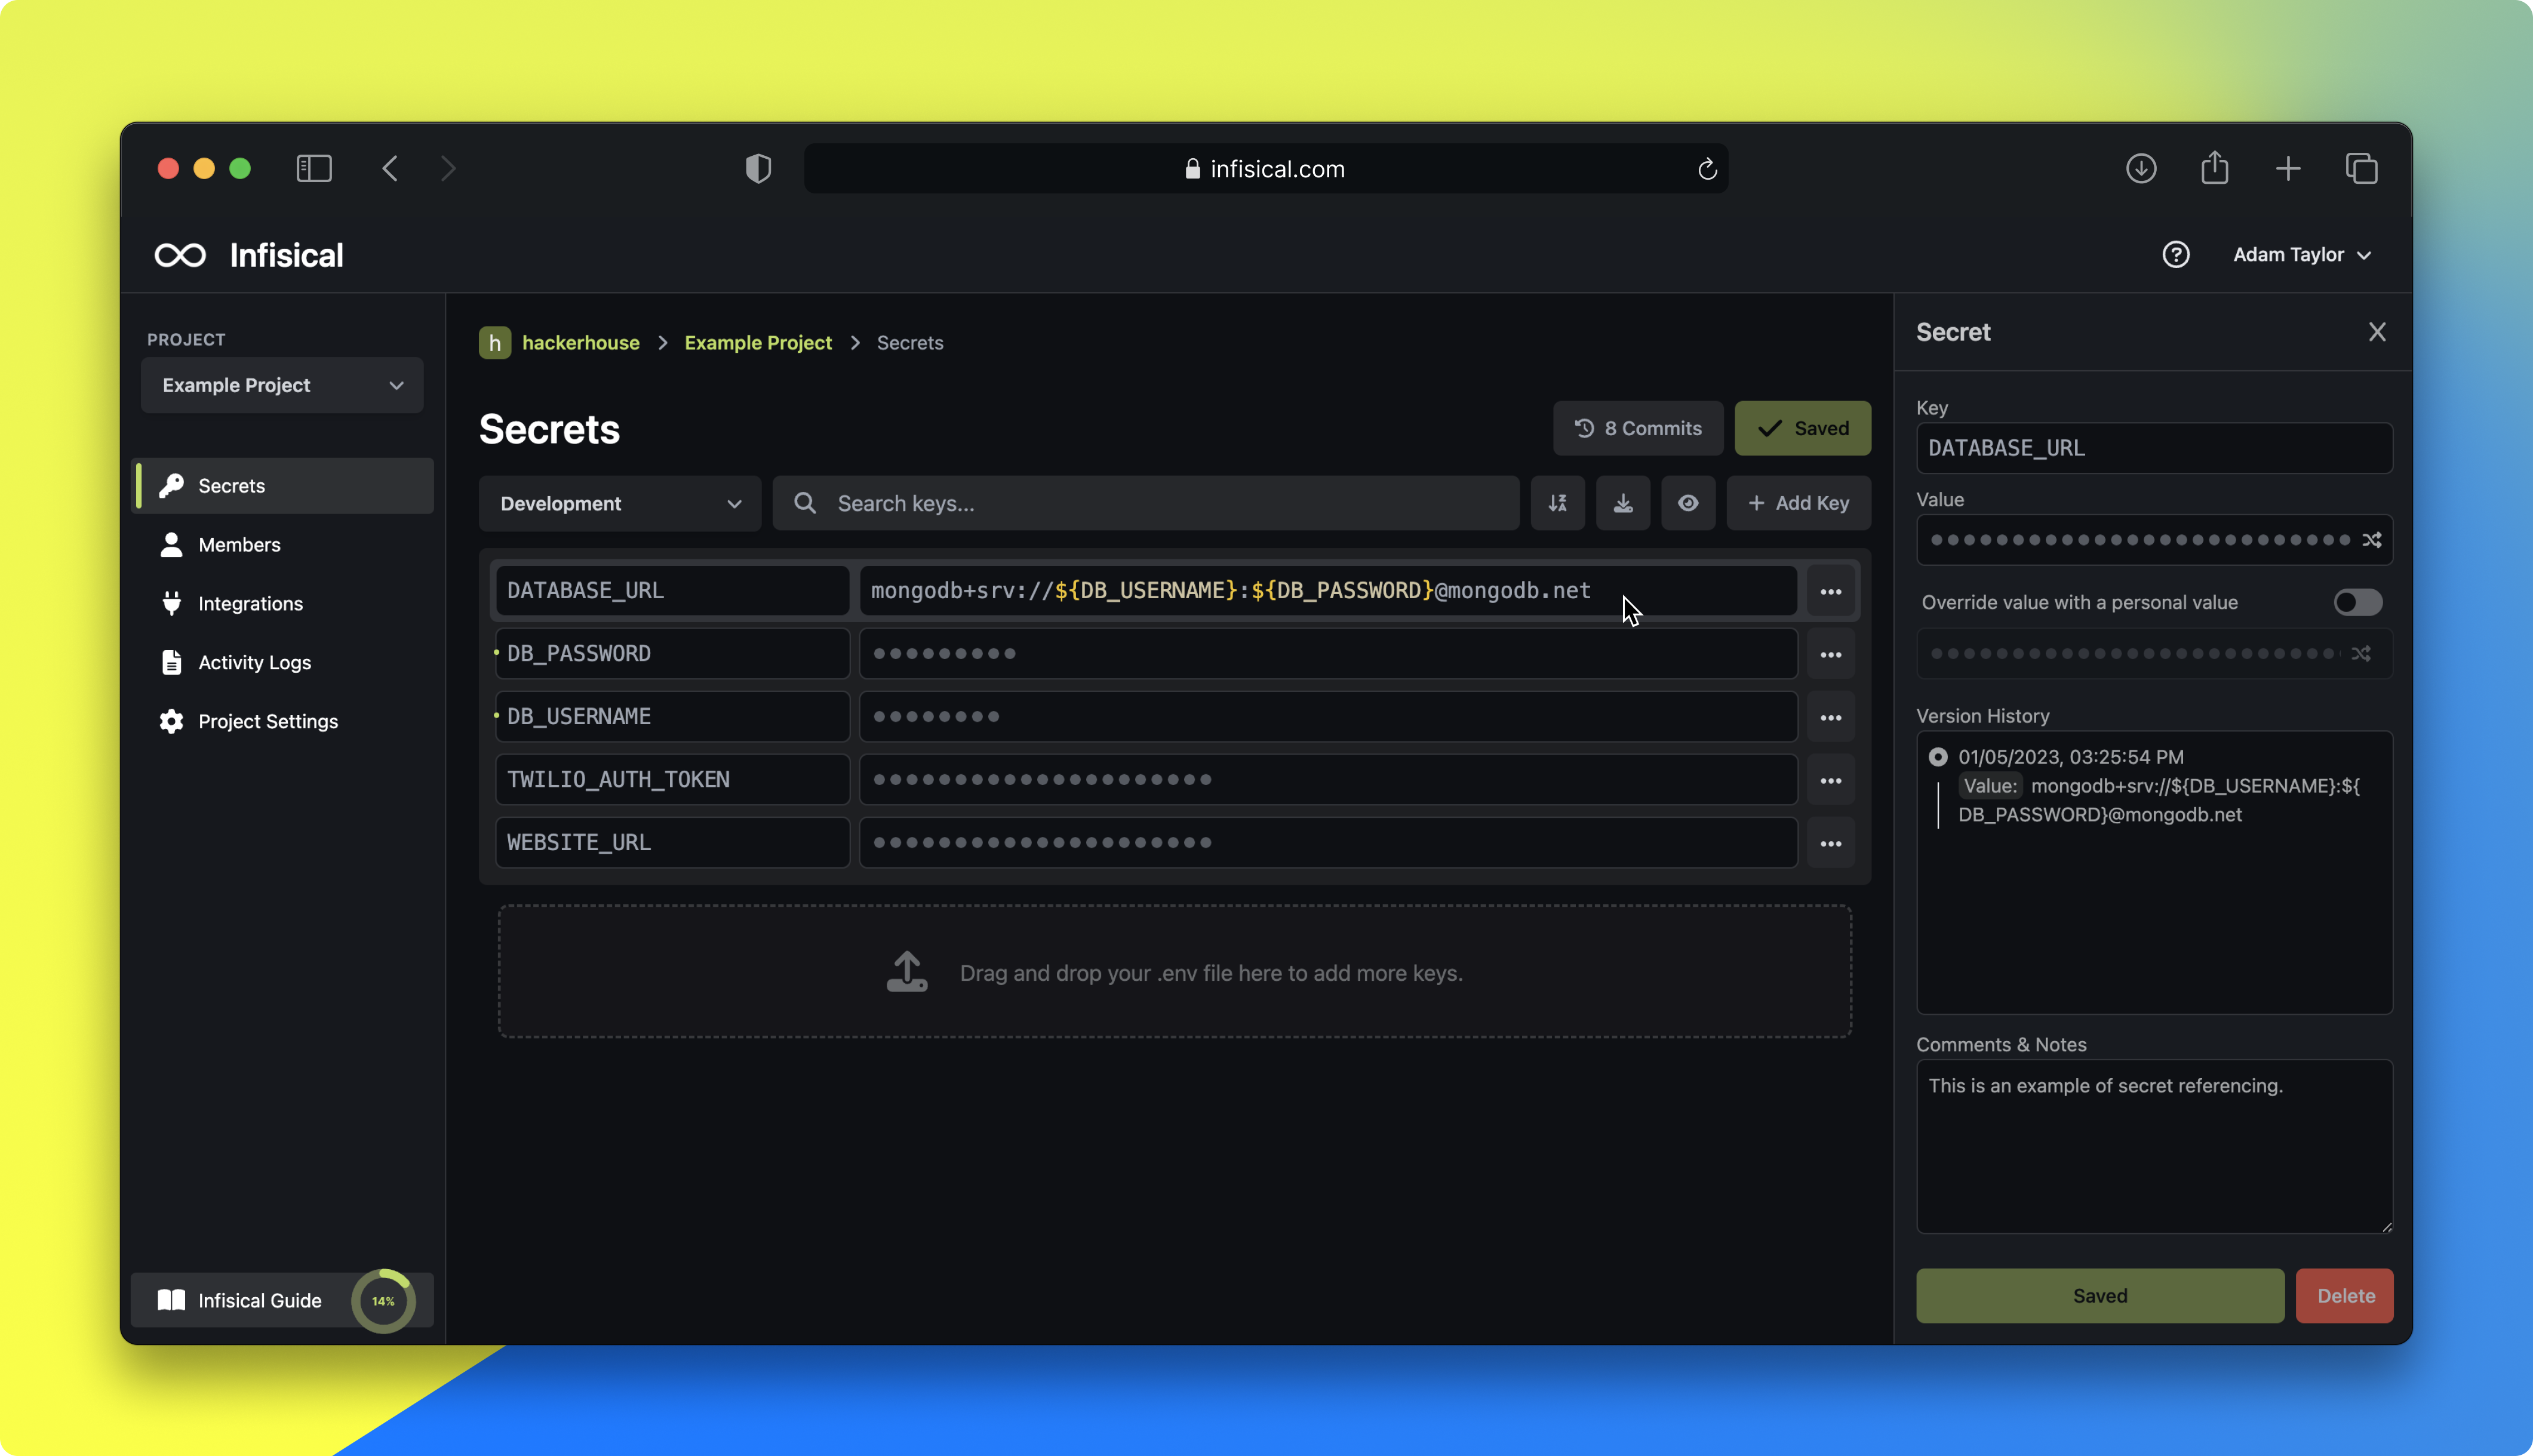 infisical.com
Infisical
Adam Taylor
PROJECT
Example Project
Secrets
Members
Integrations
Activity Logs
Project Settings
Infisical Guide
14%
h hackerhouse > Example Project > Secrets
Secrets
8 Commits
Saved
Development
Search keys...
+ Add Key
DATABASE_URL mongodb+srv://${DB_USERNAME}:${DB_PASSWORD}@mongodb.net
DB_PASSWORD •••••••••
DB_USERNAME ••••••••
TWILIO_AUTH_TOKEN •••••••••••••••••••••
WEBSITE_URL •••••••••••••••••••••
Drag and drop your .env file here to add more keys.
Secret
Key
DATABASE_URL
Value
Override value with a personal value
Version History
01/05/2023, 03:25:54 PM
Value: mongodb+srv://${DB_USERNAME}:${
DB_PASSWORD}@mongodb.net
Comments & Notes
This is an example of secret referencing.
Saved
Delete